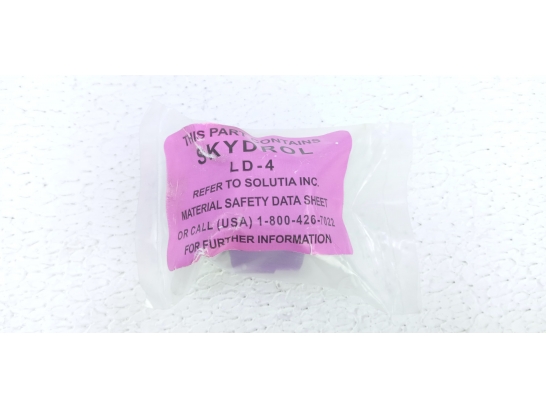 THIS PART CONTAINS
SKYDROL
LD-4
REFER TO SOLUTIA INC.
MATERIAL SAFETY DATA SHEET
OR CALL (USA) 1-800-426-7022
FOR FURTHER INFORMATION